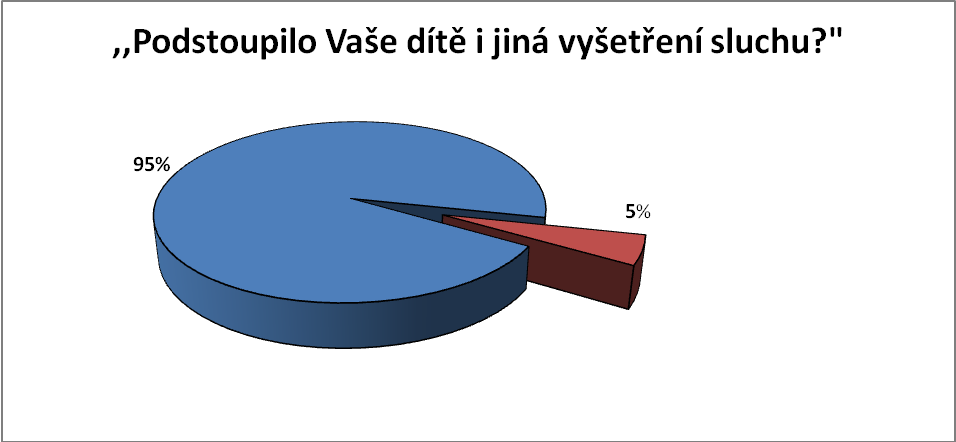 ,,Podstoupilo Vaše dítě i jiná vyšetření sluchu?"
95%
5%